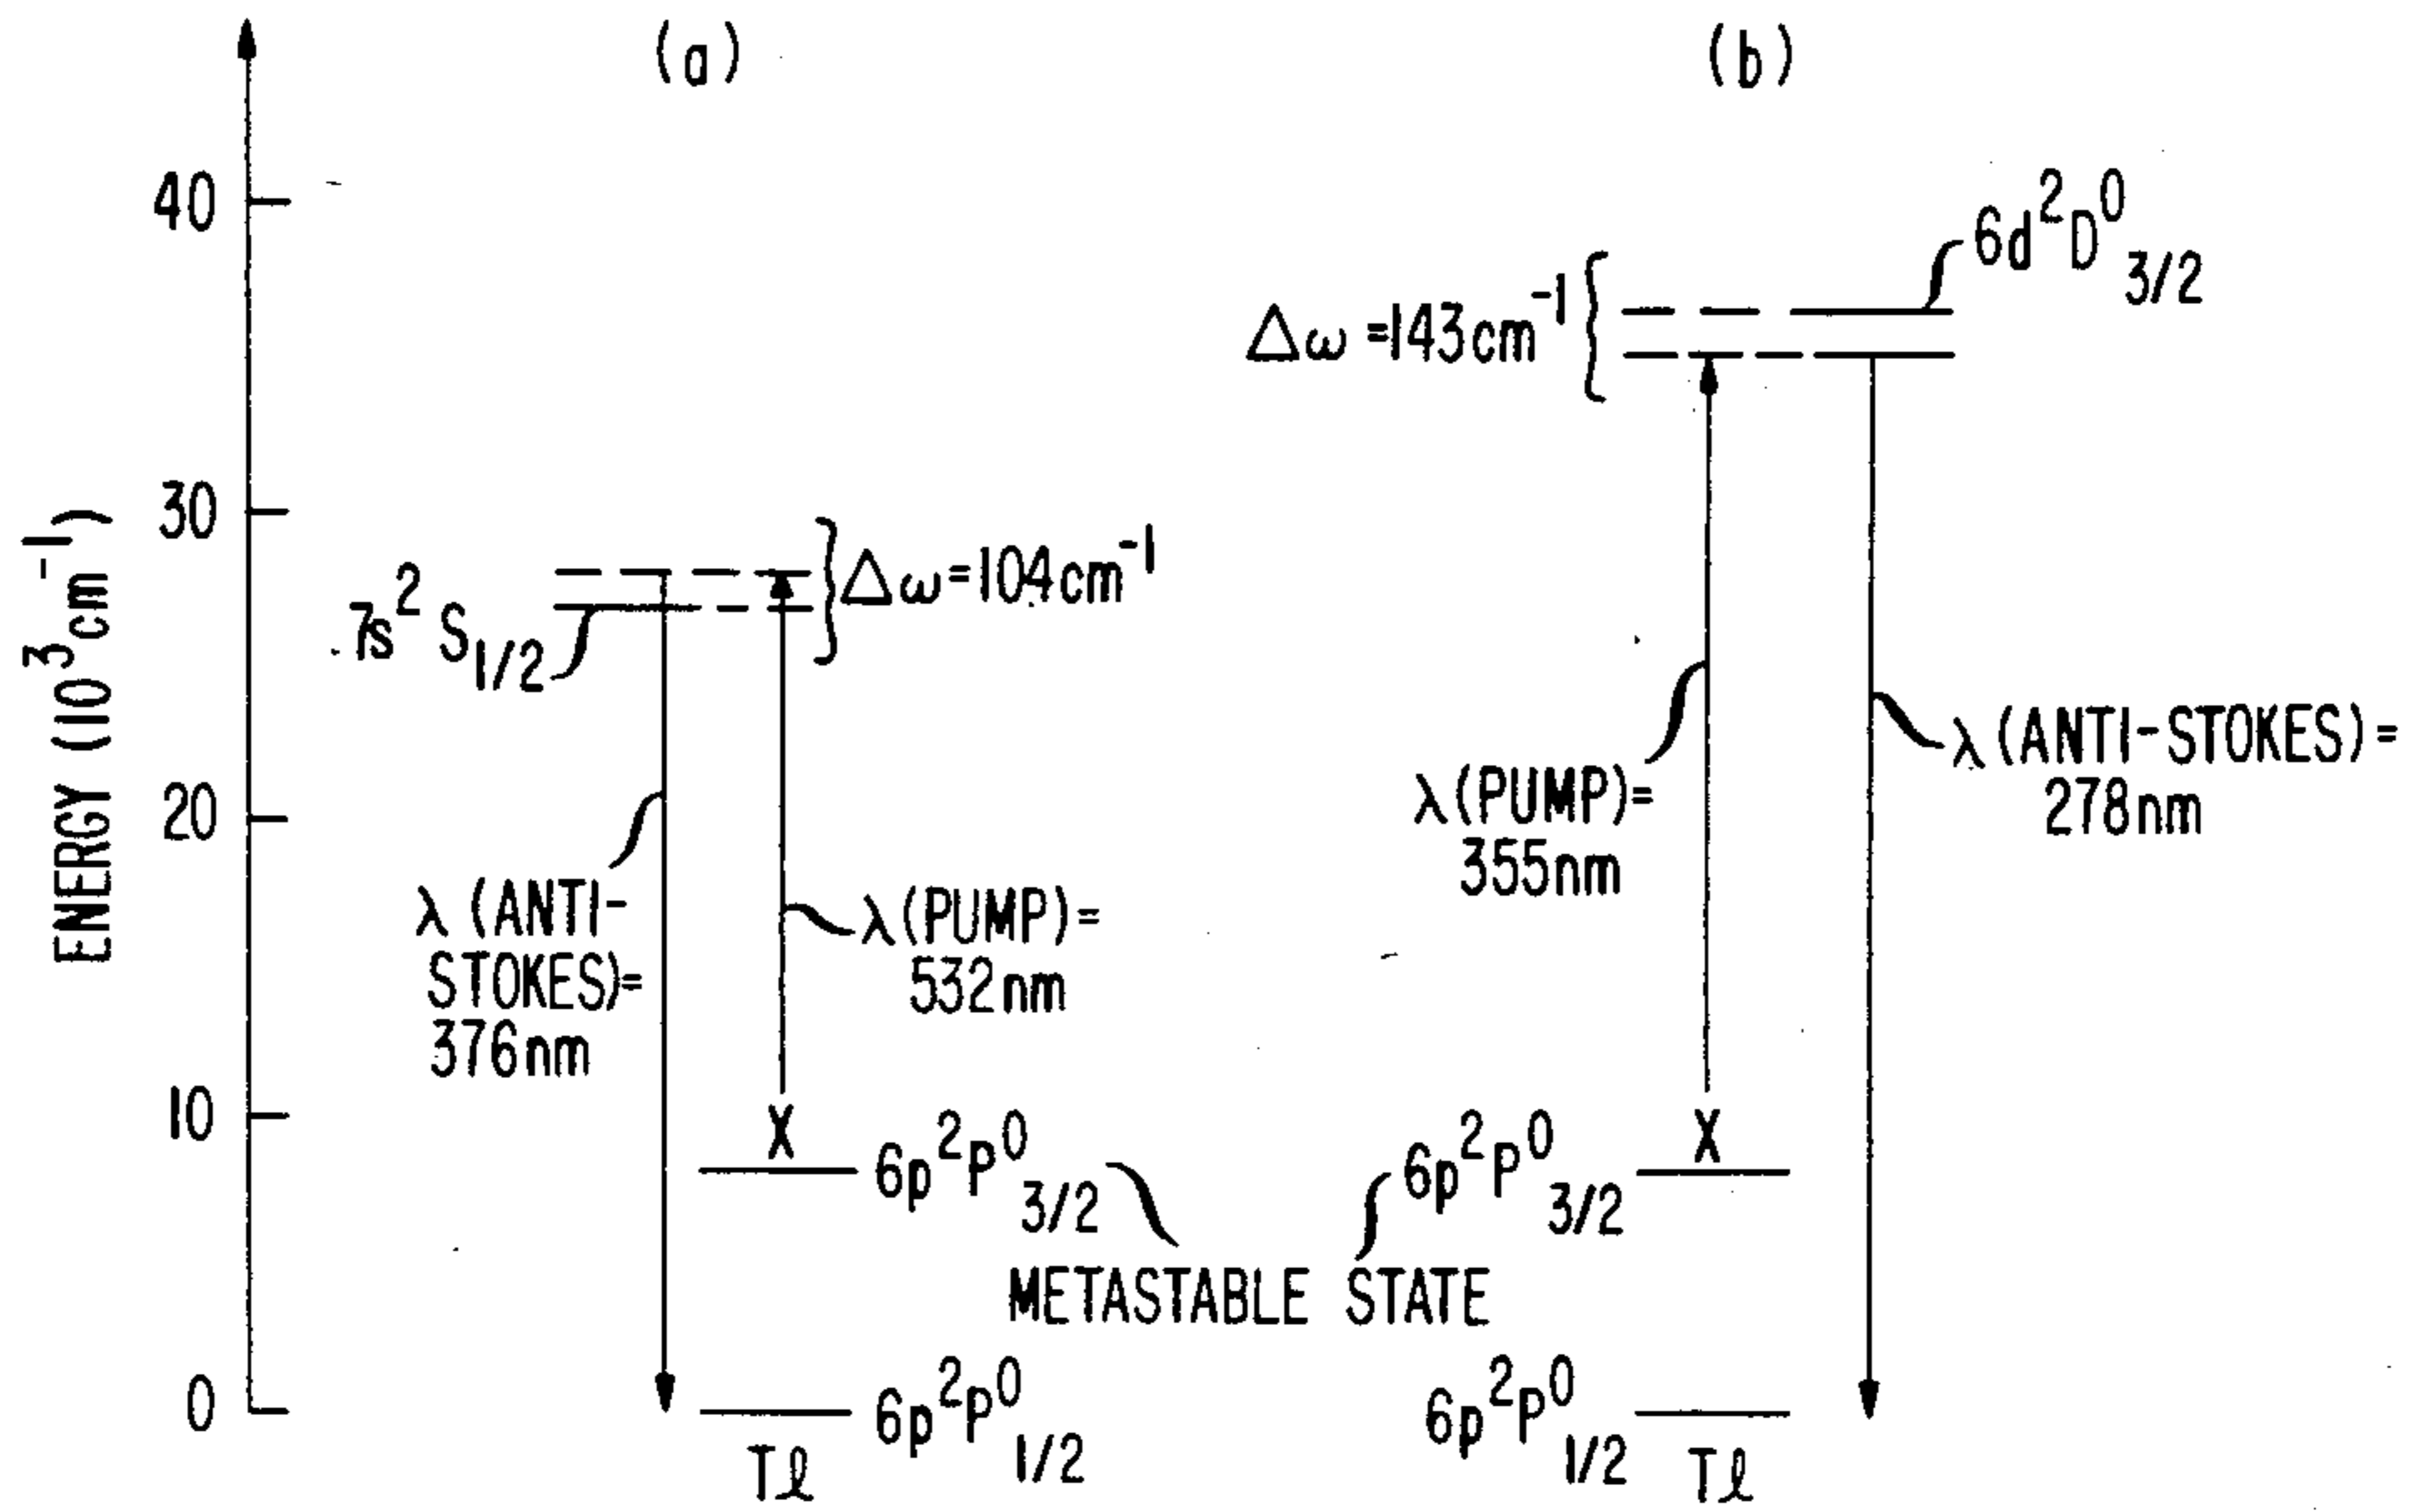 (a)
(b)
ENERGY (10³cm⁻¹)
40
30
20
10
0
7s²S₁/₂
Δω=104cm⁻¹
λ (ANTI-
STOKES)=
376nm
λ(PUMP)=
532nm
6p²P⁰₃/₂
6p²P⁰₁/₂
Tℓ
METASTABLE STATE
Δω=143cm⁻¹
6d²D⁰₃/₂
λ(PUMP)=
355nm
λ(ANTI-STOKES)=
278nm
X
X
6p²P⁰₃/₂
6p²P⁰₁/₂
Tℓ